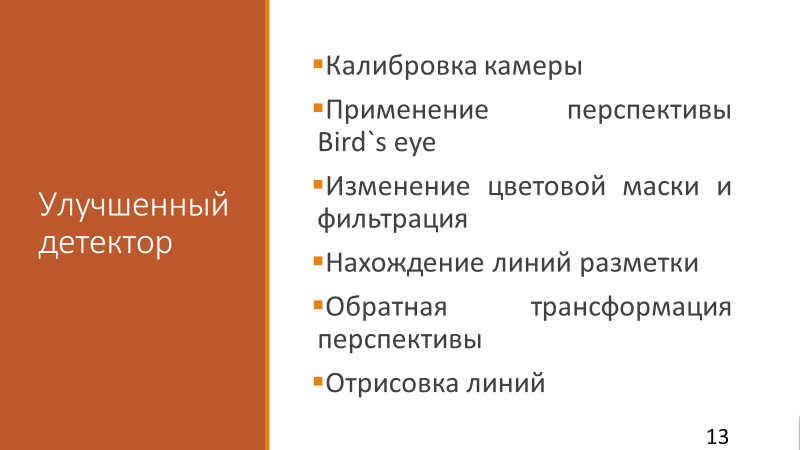 Улучшенный
детектор
▪Калибровка камеры
▪Применение перспективы
Bird`s eye
▪Изменение цветовой маски и
фильтрация
▪Нахождение линий разметки
▪Обратная трансформация
перспективы
▪Отрисовка линий
13